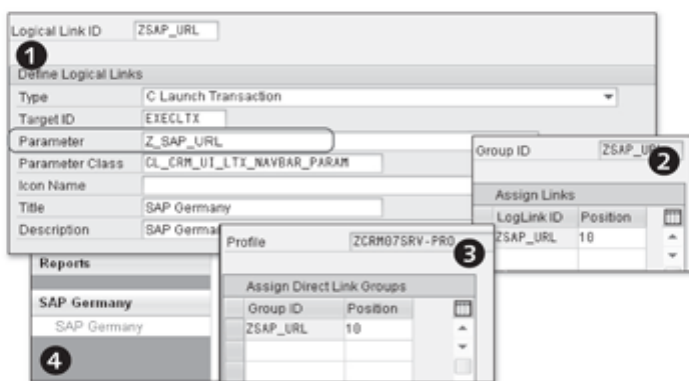 Logical Link ID ZSAP_URL
1
Define Logical Links
Type C Launch Transaction
Target ID EXECLTX
Parameter Z_SAP_URL
Parameter Class CL_CRM_UI_LTX_NAVBAR_PARAM
Icon Name
Title SAP Germany
Description SAP
Group ID ZSAP_
2
Assign Links
LogLink ID Position
ZSAP_URL 10
Profile ZCRM07SRV-PRO
3
Assign Direct Link Groups
Group ID Position
ZSAP_URL 10
Reports
SAP Germany
SAP Germany
4